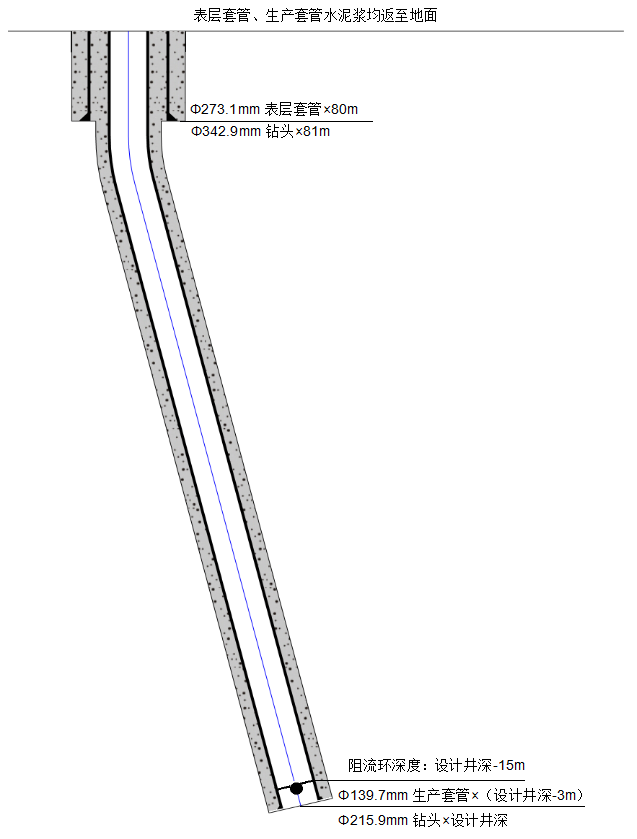 表层套管、生产套管水泥浆均返至地面
Φ273.1mm 表层套管×80m
Φ342.9mm 钻头×81m
阻流环深度：设计井深-15m
Φ139.7mm 生产套管×（设计井深-3m）
Φ215.9mm 钻头×设计井深